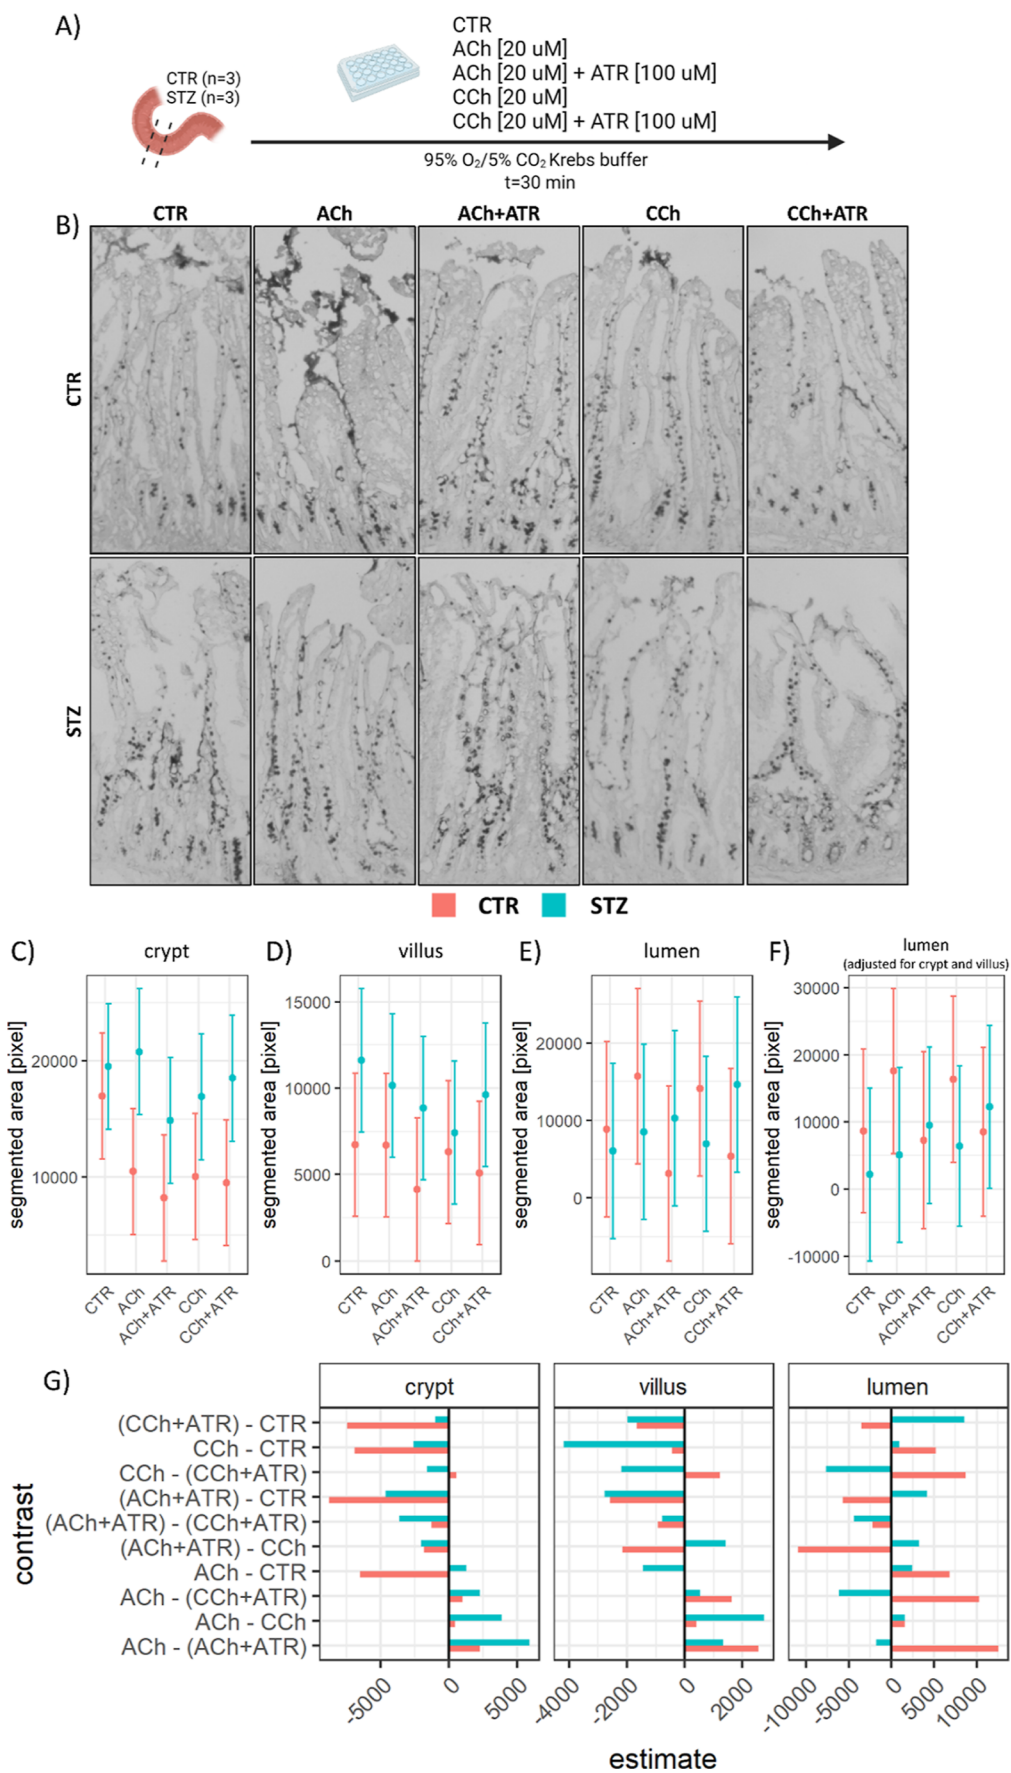 A)
CTR (n=3)
STZ (n=3)
CTR
ACh [20 uM]
ACh [20 uM] + ATR [100 uM]
CCh [20 uM]
CCh [20 uM] + ATR [100 uM]
95% O₂/5% CO₂ Krebs buffer
t=30 min
B)
CTR ACh ACh+ATR CCh CCh+ATR
CTR
STZ
CTR STZ
C) crypt
segmented area [pixel]
20000
10000
CTR ACh ACh+ATR CCh CCh+ATR
D) villus
segmented area [pixel]
15000
10000
5000
0
CTR ACh ACh+ATR CCh CCh+ATR
E) lumen
segmented area [pixel]
20000
10000
0
CTR ACh ACh+ATR CCh CCh+ATR
F) lumen
(adjusted for crypt and villus)
segmented area [pixel]
30000
20000
10000
0
-10000
CTR ACh ACh+ATR CCh CCh+ATR
G)
crypt villus lumen
contrast
(CCh+ATR) - CTR
CCh - CTR
CCh - (CCh+ATR)
(ACh+ATR) - CTR
(ACh+ATR) - (CCh+ATR)
(ACh+ATR) - CCh
ACh - CTR
ACh - (CCh+ATR)
ACh - CCh
ACh - (ACh+ATR)
-5000 0 5000 -4000 -2000 0 2000 -10000 -5000 0 5000 10000
estimate